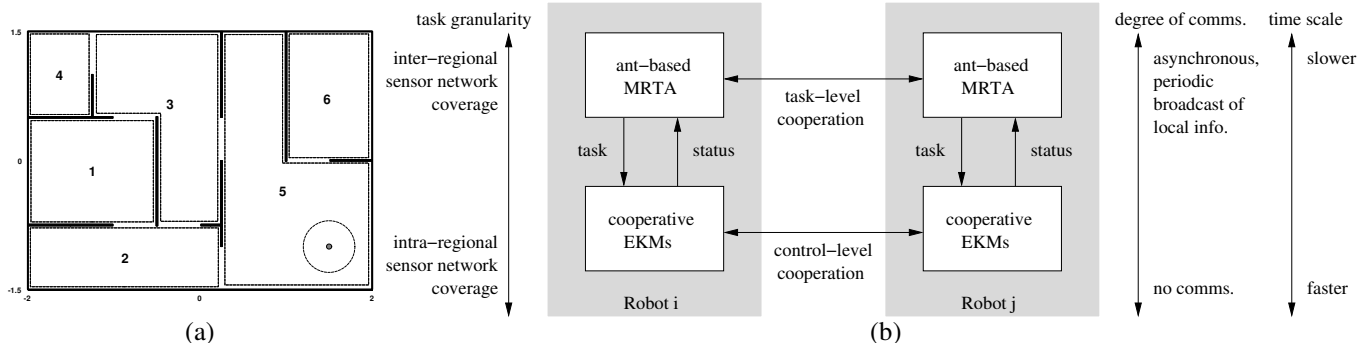 1.5
0
-1.5
-2
0
2
4
3
6
1
5
2
(a)
task granularity
inter-regional
sensor network
coverage
intra-regional
sensor network
coverage
ant-based
MRTA
task
status
cooperative
EKMs
Robot i
task-level
cooperation
control-level
cooperation
ant-based
MRTA
task
status
cooperative
EKMs
Robot j
(b)
degree of comms.
asynchronous,
periodic
broadcast of
local info.
no comms.
time scale
slower
faster